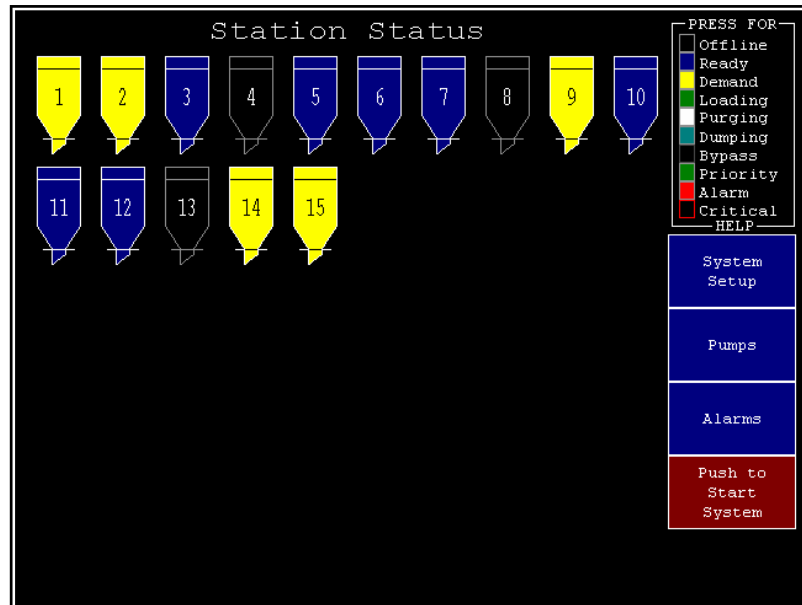 Station Status
1 2 3 4 5 6 7 8 9 10
11 12 13 14 15
PRESS FOR
Offline
Ready
Demand
Loading
Purging
Dumping
Bypass
Priority
Alarm
Critical
HELP
System
Setup
Pumps
Alarms
Push to
Start
System